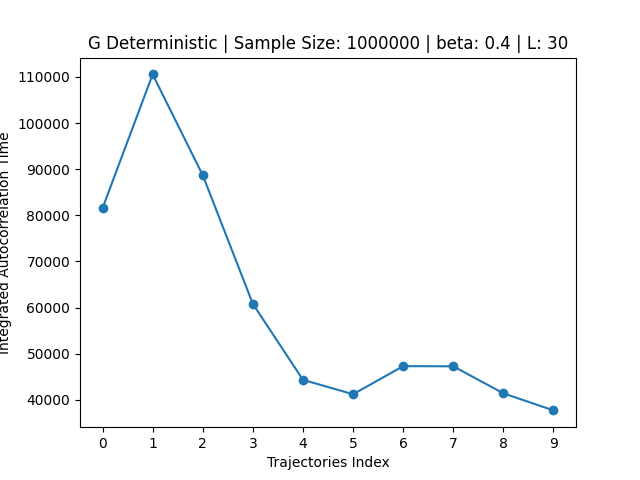 G Deterministic | Sample Size: 1000000 | beta: 0.4 | L: 30
Integrated Autocorrelation Time
110000
100000
90000
80000
70000
60000
50000
40000
0 1 2 3 4 5 6 7 8 9
Trajectories Index